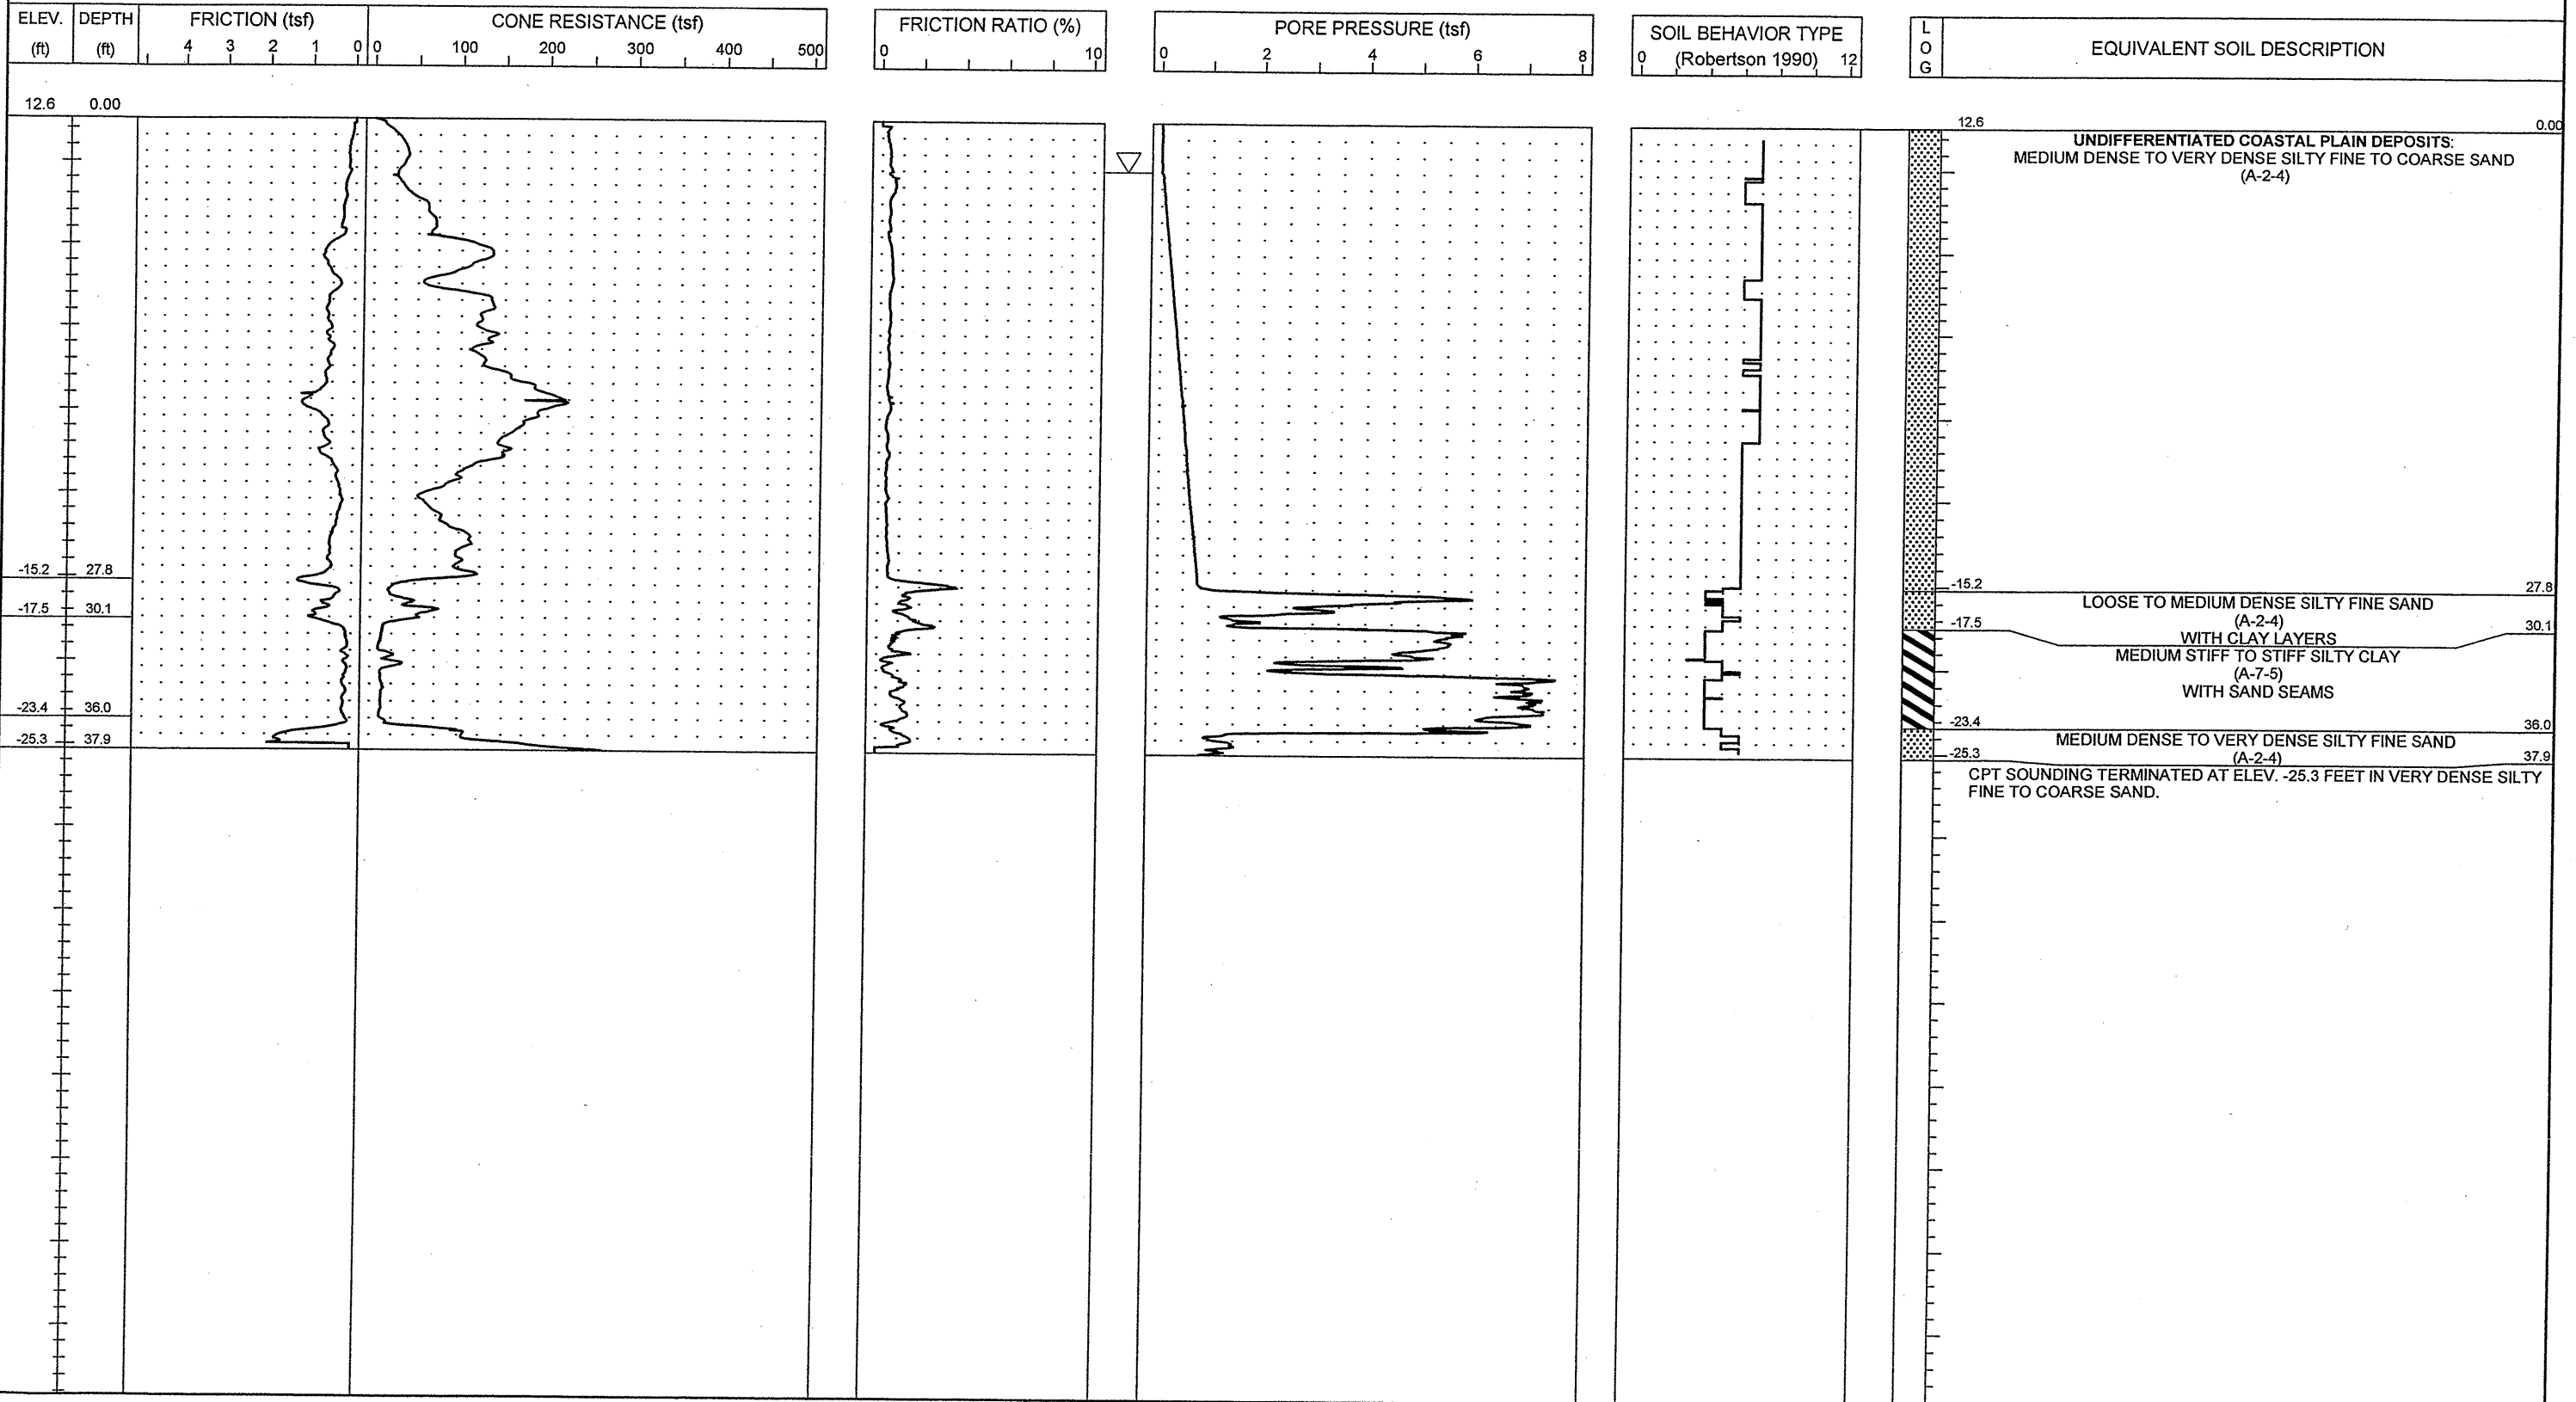 ELEV. DEPTH FRICTION (tsf) CONE RESISTANCE (tsf) FRICTION RATIO (%) PORE PRESSURE (tsf) SOIL BEHAVIOR TYPE L
(ft) (ft) 4 3 2 1 0 0 100 200 300 400 500 0 10 0 2 4 6 8 0 (Robertson 1990) 12 O EQUIVALENT SOIL DESCRIPTION
G
12.6 0.00
12.6 0.00
UNDIFFERENTIATED COASTAL PLAIN DEPOSITS:
MEDIUM DENSE TO VERY DENSE SILTY FINE TO COARSE SAND
(A-2-4)
-15.2 27.8
-15.2 27.8
LOOSE TO MEDIUM DENSE SILTY FINE SAND
(A-2-4)
-17.5 30.1
-17.5 30.1
WITH CLAY LAYERS
MEDIUM STIFF TO STIFF SILTY CLAY
(A-7-5)
WITH SAND SEAMS
-23.4 36.0
-23.4 36.0
MEDIUM DENSE TO VERY DENSE SILTY FINE SAND
-25.3 37.9
-25.3 (A-2-4) 37.9
CPT SOUNDING TERMINATED AT ELEV. -25.3 FEET IN VERY DENSE SILTY
FINE TO COARSE SAND.